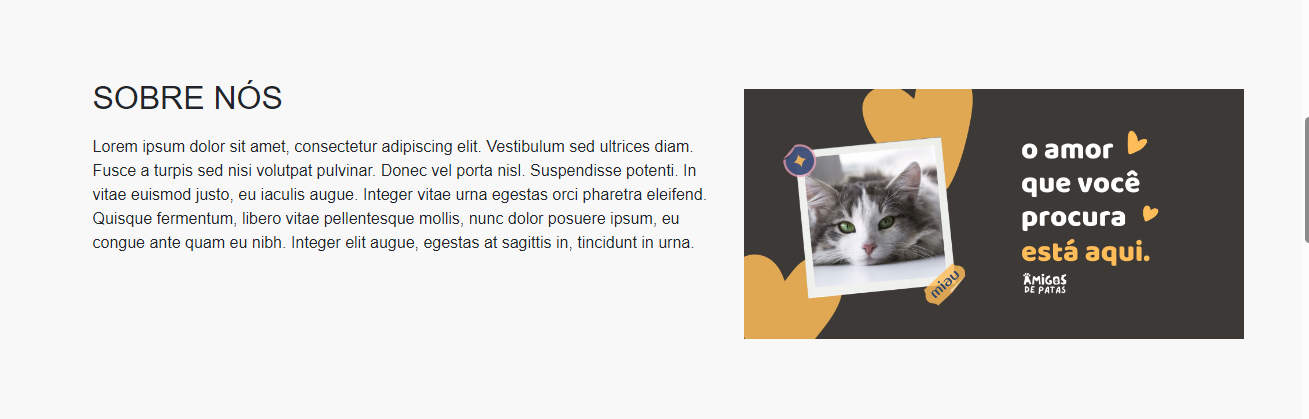 SOBRE NÓS
Lorem ipsum dolor sit amet, consectetur adipiscing elit. Vestibulum sed ultrices diam.
Fusce a turpis sed nisi volutpat pulvinar. Donec vel porta nisl. Suspendisse potenti. In
vitae euismod justo, eu iaculis augue. Integer vitae urna egestas orci pharetra eleifend.
Quisque fermentum, libero vitae pellentesque mollis, nunc dolor posuere ipsum, eu
congue ante quam eu nibh. Integer elit augue, egestas at sagittis in, tincidunt in urna.
o amor
que você
procura
está aqui.
AMIGOS
DE PATAS
miau